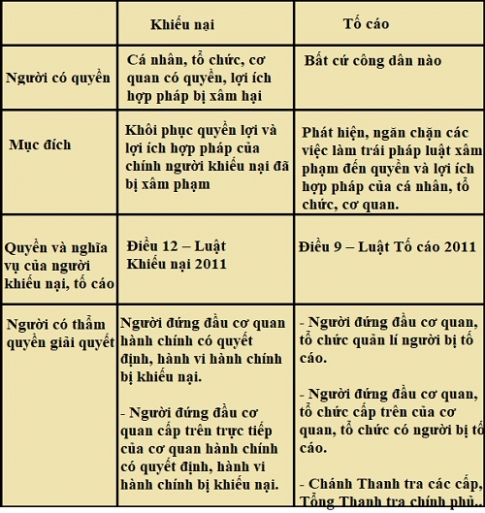 Khiếu nại
Tố cáo
Người có quyền
Cá nhân, tổ chức, cơ
quan có quyền, lợi ích
hợp pháp bị xâm hại
Bất cứ công dân nào
Mục đích
Khôi phục quyền lợi và
lợi ích hợp pháp của
chính người khiếu nại đã
bị xâm phạm
Phát hiện, ngăn chặn các
việc làm trái pháp luật xâm
phạm đến quyền và lợi ích
hợp pháp của cá nhân, tổ
chức, cơ quan.
Quyền và nghĩa
vụ của người
khiếu nại, tố cáo
Điều 12 – Luật
Khiếu nại 2011
Điều 9 – Luật Tố cáo 2011
Người có thẩm
quyền giải quyết
Người đứng đầu cơ quan
hành chính có quyết
định, hành vi hành chính
bị khiếu nại.
- Người đứng đầu cơ
quan cấp trên trực tiếp
của cơ quan hành chính
có quyết định, hành vi
hành chính bị khiếu nại.
- Người đứng đầu cơ quan,
tổ chức quản lí người bị tố
cáo.
- Người đứng đầu cơ quan,
tổ chức cấp trên của cơ
quan, tổ chức có người bị tố
cáo.
- Chánh Thanh tra các cấp,
Tổng Thanh tra chính phủ..